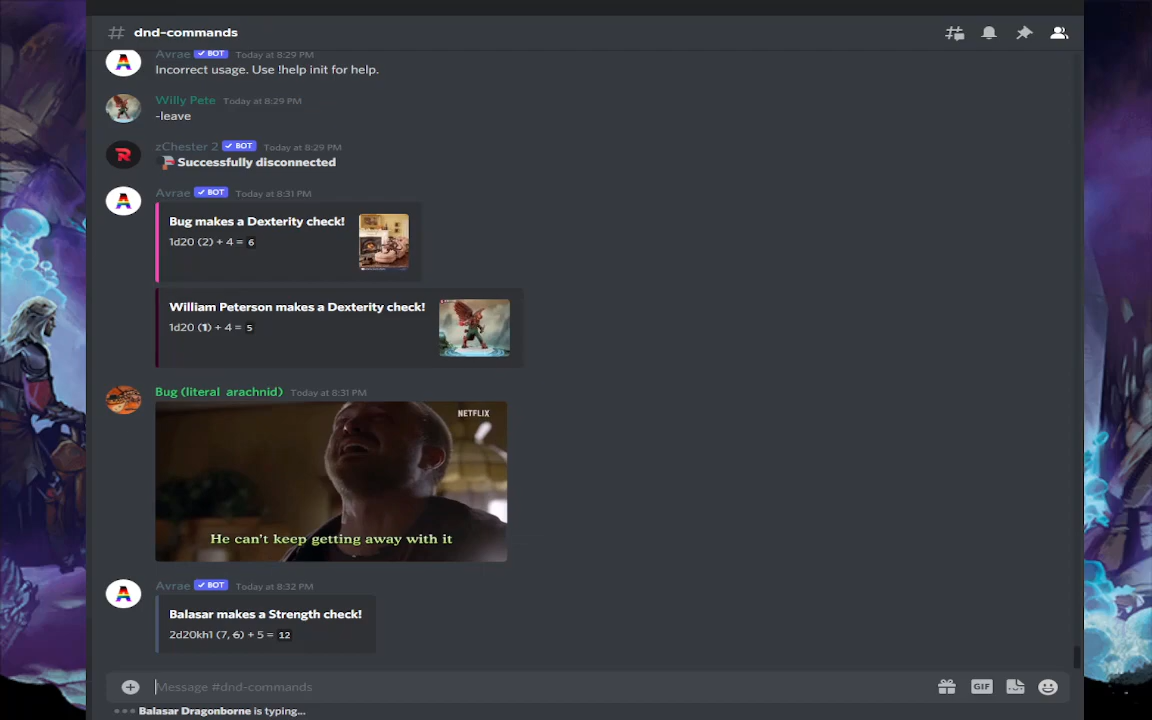 dnd-commands
Avrae BOT Today at 8:29 PM
Incorrect usage. Use !help init for help.
Willy Pete Today at 8:29 PM
-leave
zChester 2 BOT Today at 8:29 PM
Successfully disconnected
Avrae BOT Today at 8:31 PM
Bug makes a Dexterity check!
1d20 (2) + 4 = 6
William Peterson makes a Dexterity check!
1d20 (1) + 4 = 5
Bug (literal arachnid) Today at 8:31 PM
NETFLIX
He can't keep getting away with it
Avrae BOT Today at 8:32 PM
Balasar makes a Strength check!
2d20kh1 (7, 6) + 5 = 12
Message #dnd-commands
GIF
Balasar Dragonborne is typing...